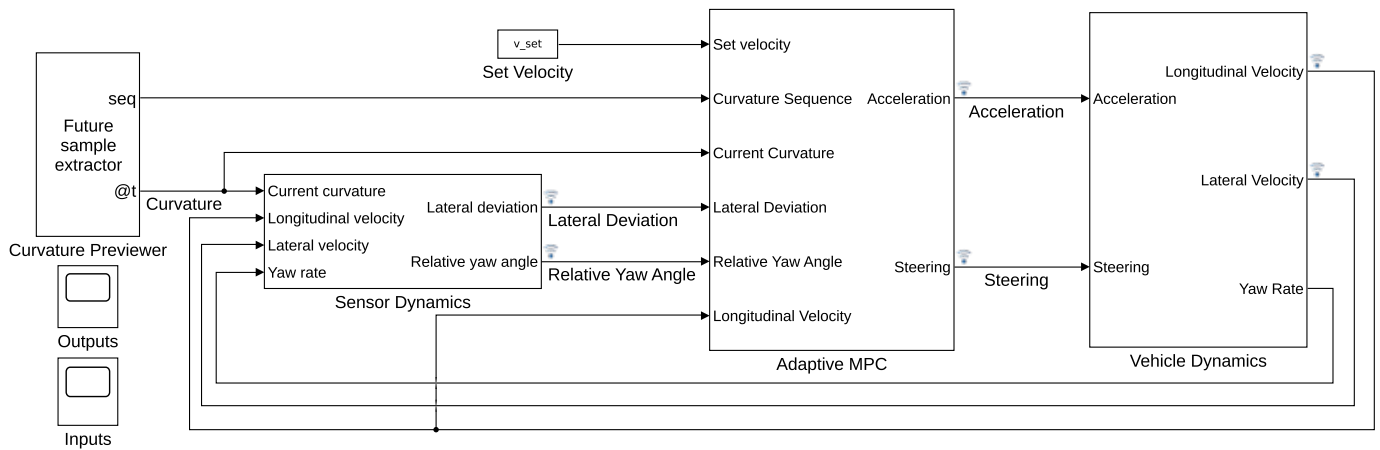 v_set
Set Velocity
seq
Future
sample
extractor
@t
Curvature
Curvature Previewer
Outputs
Inputs
Current curvature
Longitudinal velocity
Lateral velocity
Yaw rate
Lateral deviation
Relative yaw angle
Sensor Dynamics
Lateral Deviation
Relative Yaw Angle
Set velocity
Curvature Sequence
Current Curvature
Lateral Deviation
Relative Yaw Angle
Longitudinal Velocity
Acceleration
Steering
Adaptive MPC
Acceleration
Steering
Acceleration
Steering
Longitudinal Velocity
Lateral Velocity
Yaw Rate
Vehicle Dynamics